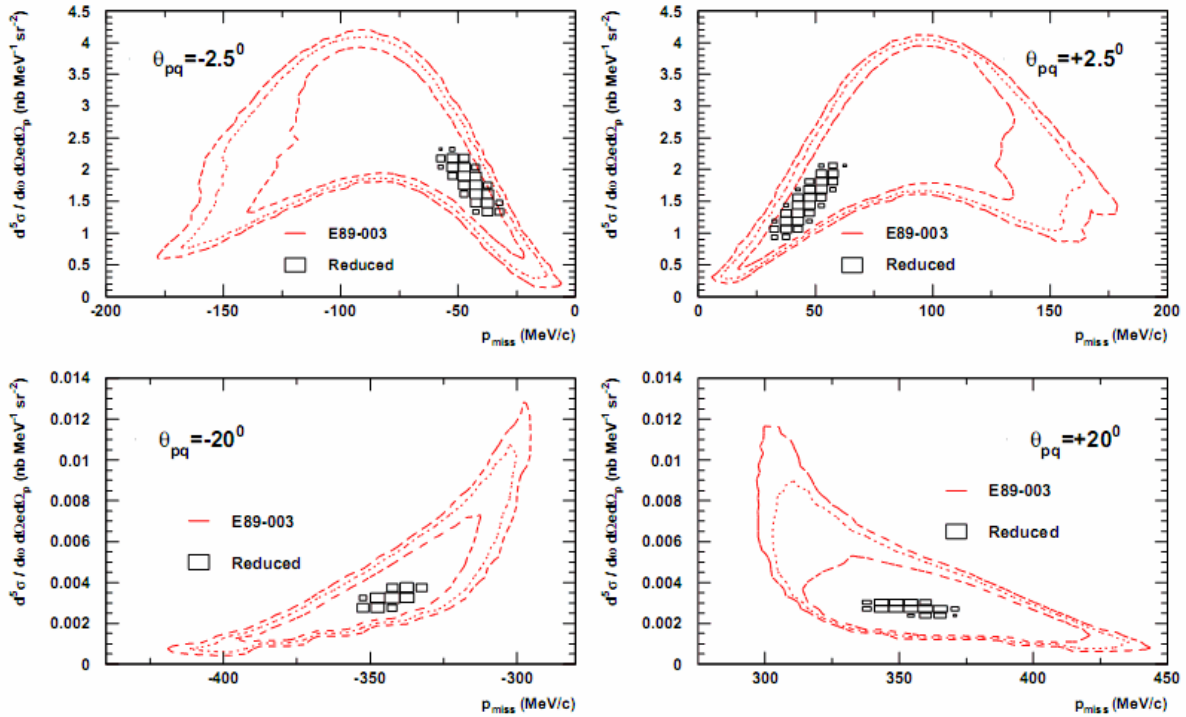 d⁵σ / dω dΩedΩp (nb MeV⁻¹ sr⁻²)
4.5
4
3.5
3
2.5
2
1.5
1
0.5
0
θpq=-2.5⁰
E89-003
Reduced
-200 -150 -100 -50 0
pmiss (MeV/c)
d⁵σ / dω dΩedΩp (nb MeV⁻¹ sr⁻²)
4.5
4
3.5
3
2.5
2
1.5
1
0.5
0
θpq=+2.5⁰
E89-003
Reduced
0 50 100 150 200
pmiss (MeV/c)
d⁵σ / dω dΩedΩp (nb MeV⁻¹ sr⁻²)
0.014
0.012
0.01
0.008
0.006
0.004
0.002
0
θpq=-20⁰
E89-003
Reduced
-400 -350 -300
pmiss (MeV/c)
d⁵σ / dω dΩedΩp (nb MeV⁻¹ sr⁻²)
0.014
0.012
0.01
0.008
0.006
0.004
0.002
0
θpq=+20⁰
E89-003
Reduced
300 350 400 450
pmiss (MeV/c)